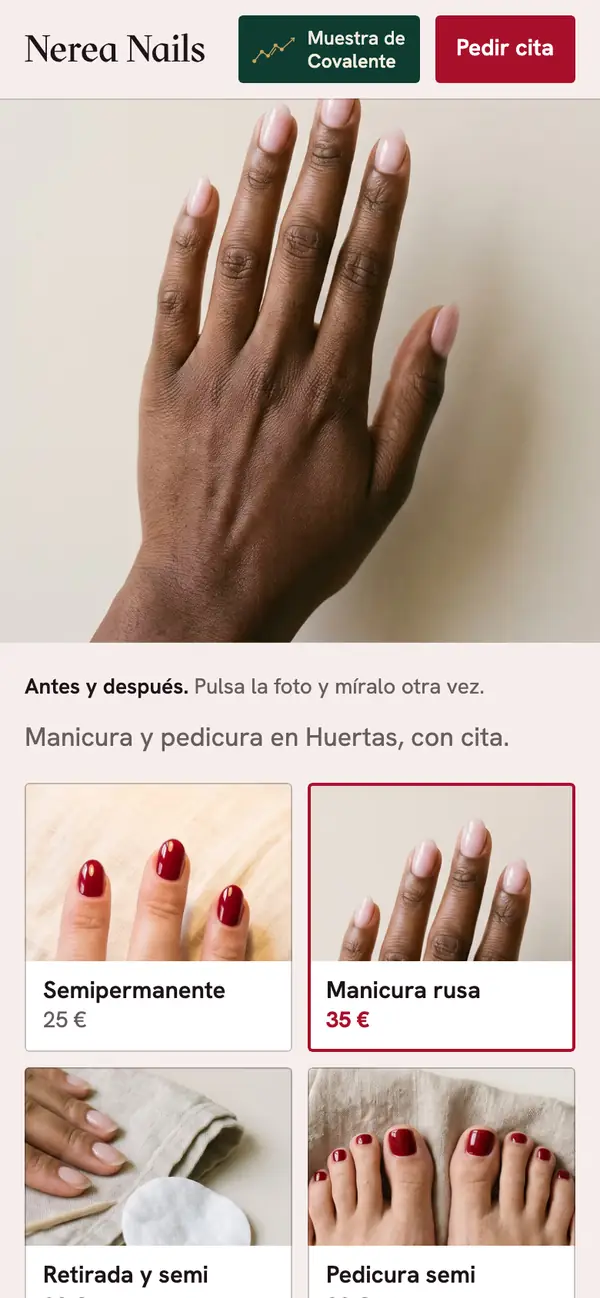 Nerea Nails
Muestra de
Covalente
Pedir cita
Antes y después. Pulsa la foto y míralo otra vez.
Manicura y pedicura en Huertas, con cita.
Semipermanente
25 €
Manicura rusa
35 €
Retirada y semi
Pedicura semi